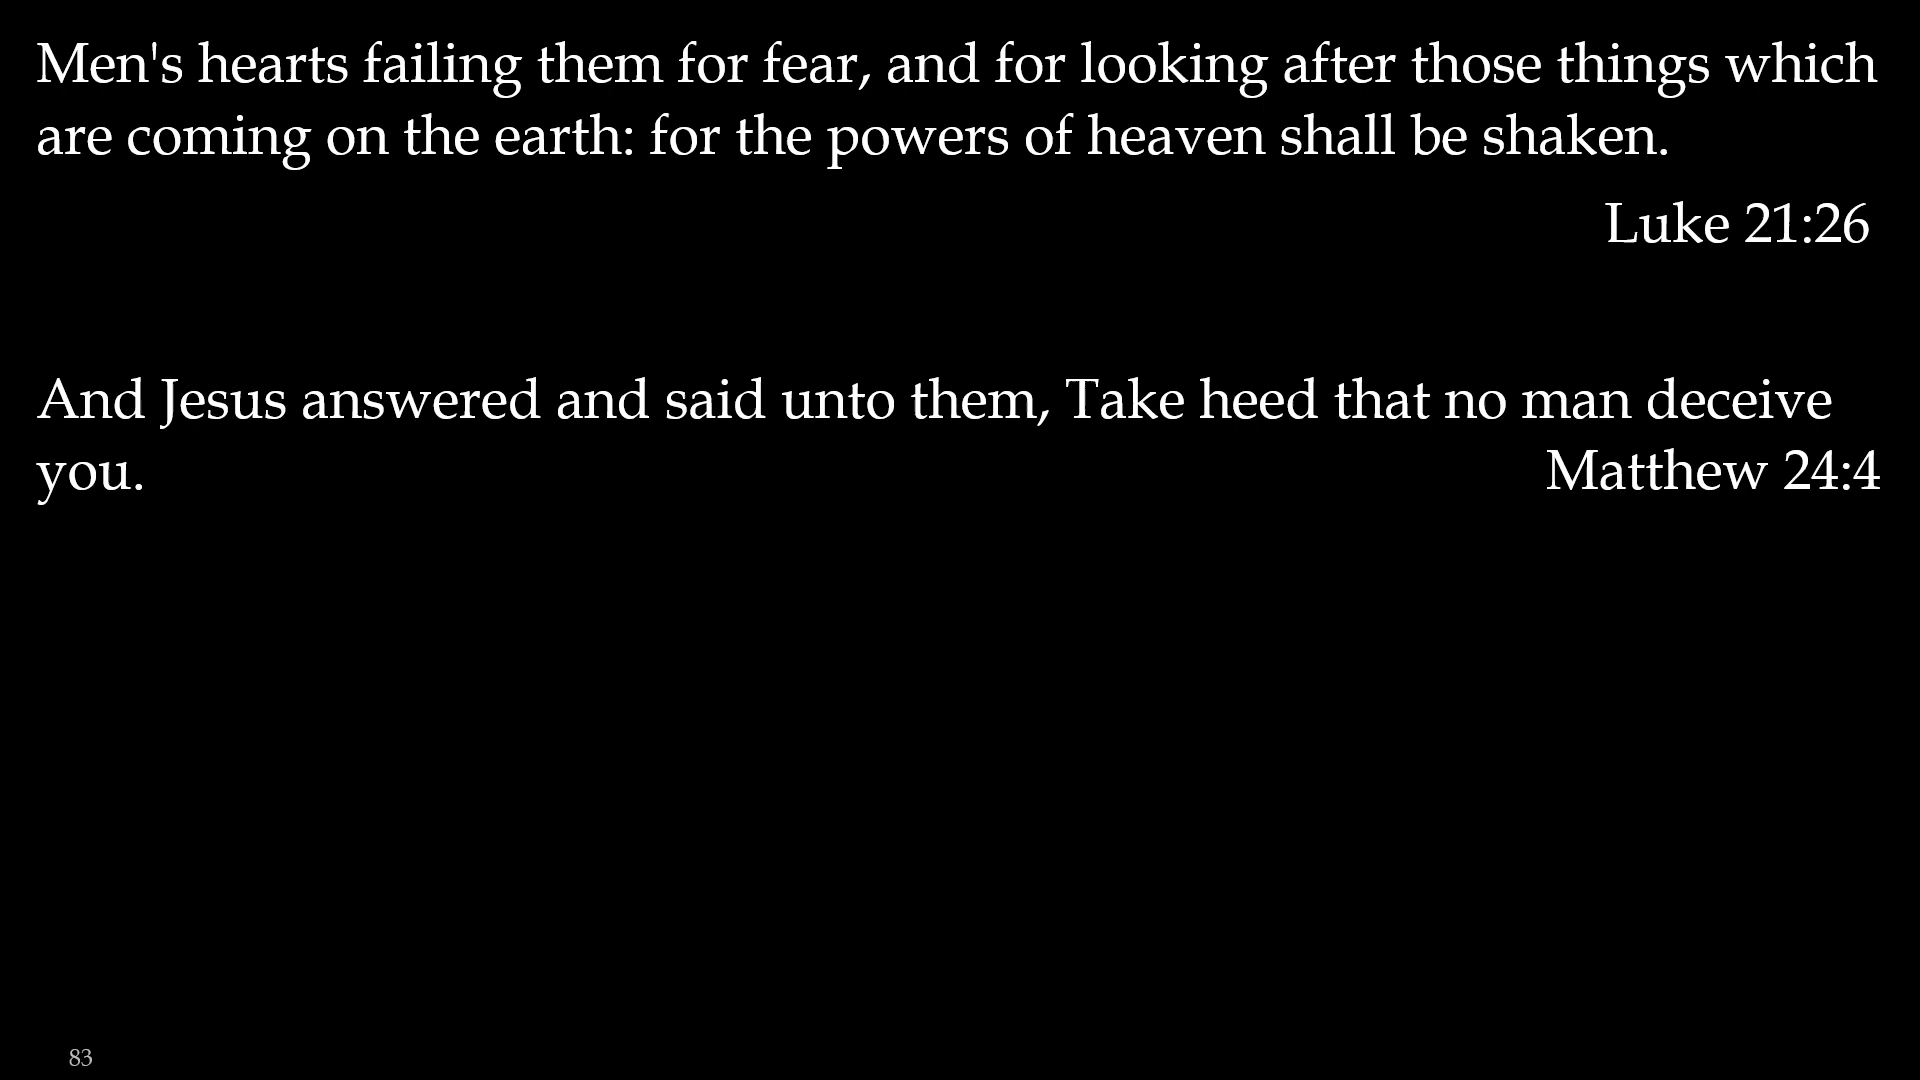 Men's hearts failing them for fear, and for looking after those things which
are coming on the earth: for the powers of heaven shall be shaken.
Luke 21:26
And Jesus answered and said unto them, Take heed that no man deceive
you. Matthew 24:4
83